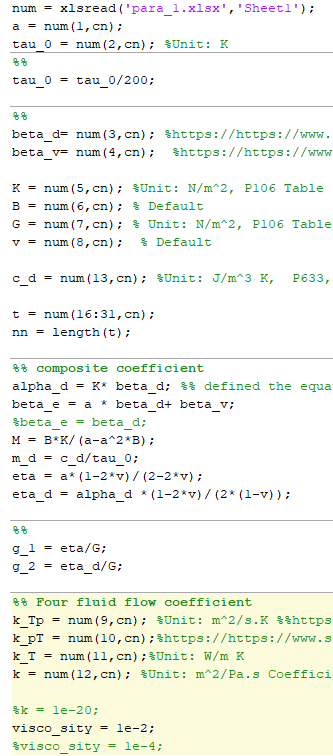 num = xlsread('para_1.xlsx','Sheet1');
a = num(1,cn);
tau_0 = num(2,cn); %Unit: K
%%
tau_0 = tau_0/200;
%%
beta_d= num(3,cn); %https://https://www.
beta_v= num(4,cn);  %https://https://www
K = num(5,cn); %Unit: N/m^2, P106 Table
B = num(6,cn); % Default
G = num(7,cn); % Unit: N/m^2, P106 Table
v = num(8,cn);  % Default
c_d = num(13,cn); %Unit: J/m^3 K,  P633,
t = num(16:31,cn);
nn = length(t);
%% composite coefficient
alpha_d = K* beta_d; %% defined the equa
beta_e = a * beta_d+ beta_v;
%beta_e = beta_d;
M = B*K/(a-a^2*B);
m_d = c_d/tau_0;
eta = a*(1-2*v)/(2-2*v);
eta_d = alpha_d *(1-2*v)/(2*(1-v));
%%
g_1 = eta/G;
g_2 = eta_d/G;
%% Four fluid flow coefficient
k_Tp = num(9,cn); %Unit: m^2/s.K %%https
k_pT = num(10,cn);%https://https://www.s
k_T = num(11,cn);%Unit: W/m K
k = num(12,cn); %Unit: m^2/Pa.s Coeffici
%k = 1e-20;
visco_sity = 1e-2;
%visco_sity = 1e-4;